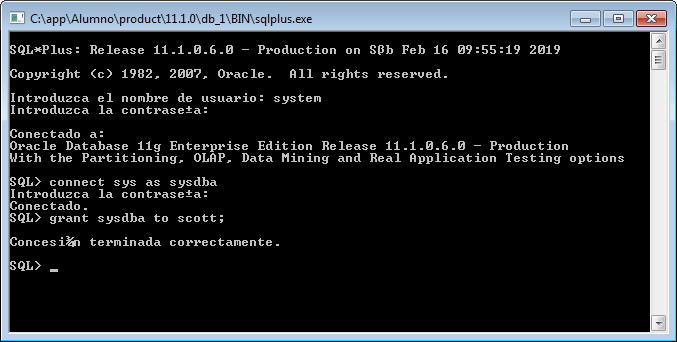 C:\app\Alumno\product\11.1.0\db_1\BIN\sqlplus.exe
SQL*Plus: Release 11.1.0.6.0 - Production on Sßb Feb 16 09:55:19 2019
Copyright (c) 1982, 2007, Oracle.  All rights reserved.
Introduzca el nombre de usuario: system
Introduzca la contrase±a:
Conectado a:
Oracle Database 11g Enterprise Edition Release 11.1.0.6.0 - Production
With the Partitioning, OLAP, Data Mining and Real Application Testing options
SQL> connect sys as sysdba
Introduzca la contrase±a:
Conectado.
SQL> grant sysdba to scott;
Concesi¾n terminada correctamente.
SQL> _